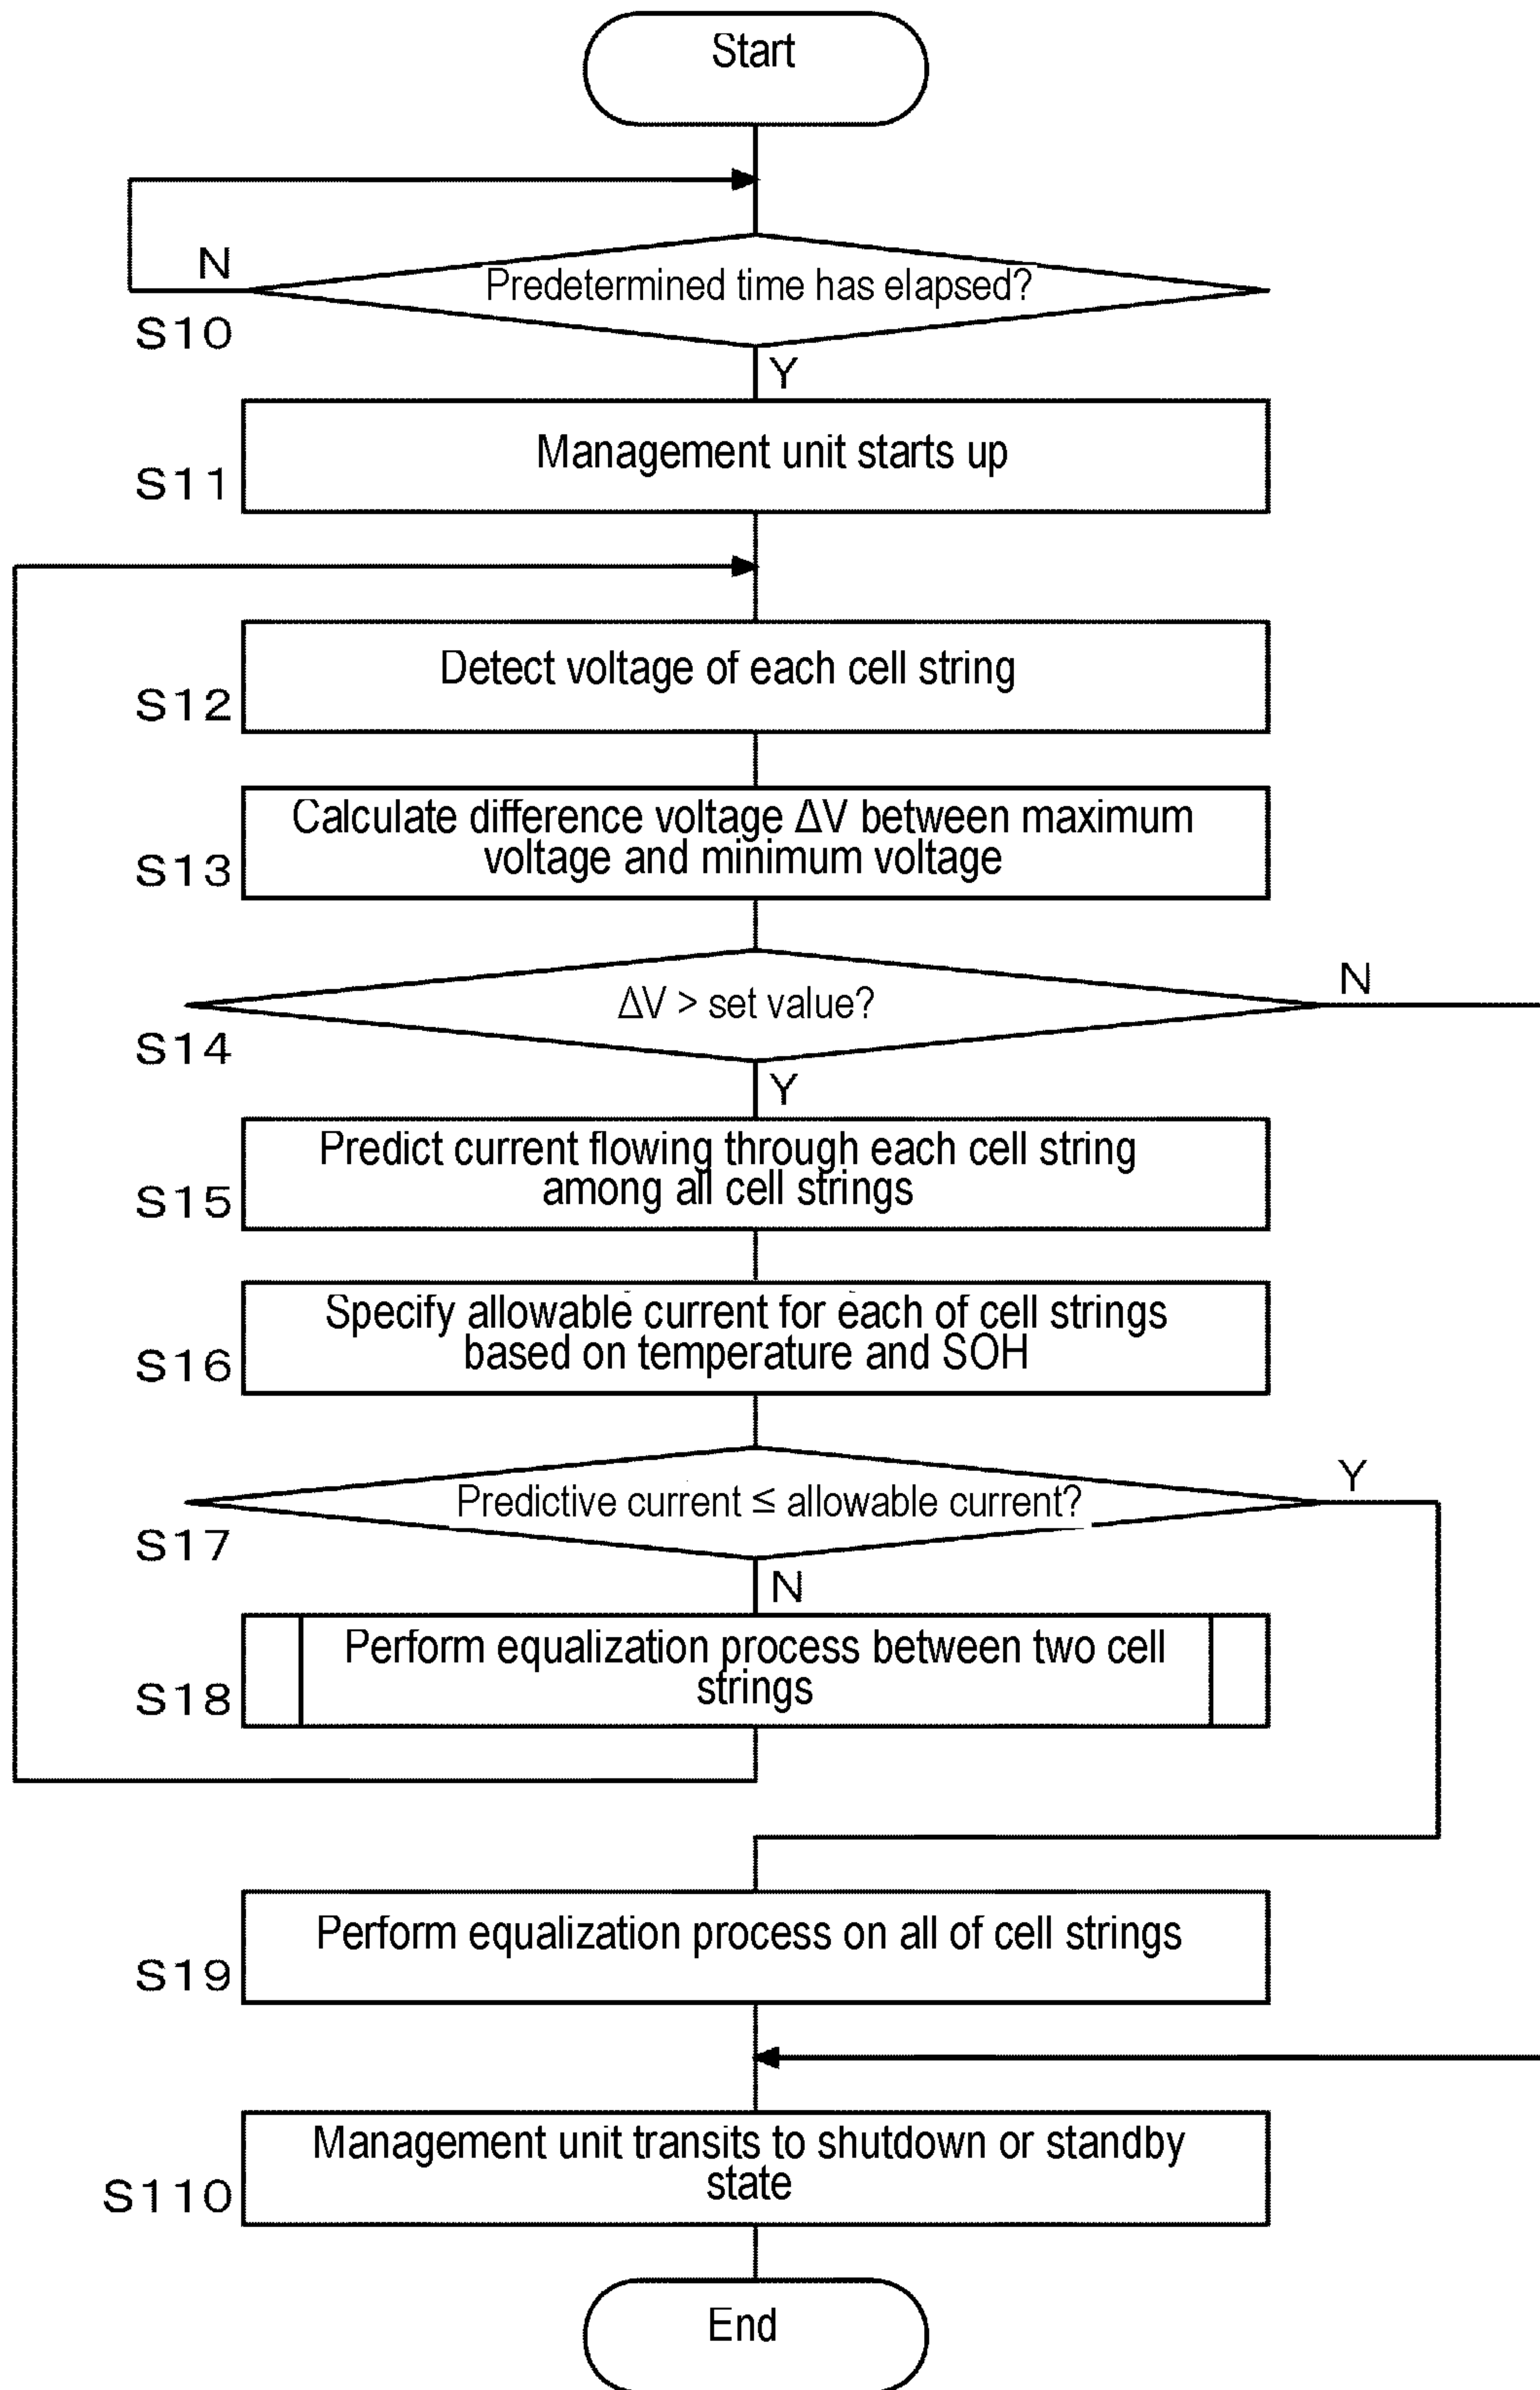 Start
N
Predetermined time has elapsed?
S10
Y
Management unit starts up
S11
Detect voltage of each cell string
S12
Calculate difference voltage ΔV between maximum
voltage and minimum voltage
S13
N
ΔV > set value?
S14
Y
Predict current flowing through each cell string
among all cell strings
S15
Specify allowable current for each of cell strings
based on temperature and SOH
S16
Y
Predictive current ≤ allowable current?
S17
N
Perform equalization process between two cell
strings
S18
Perform equalization process on all of cell strings
S19
Management unit transits to shutdown or standby
state
S110
End